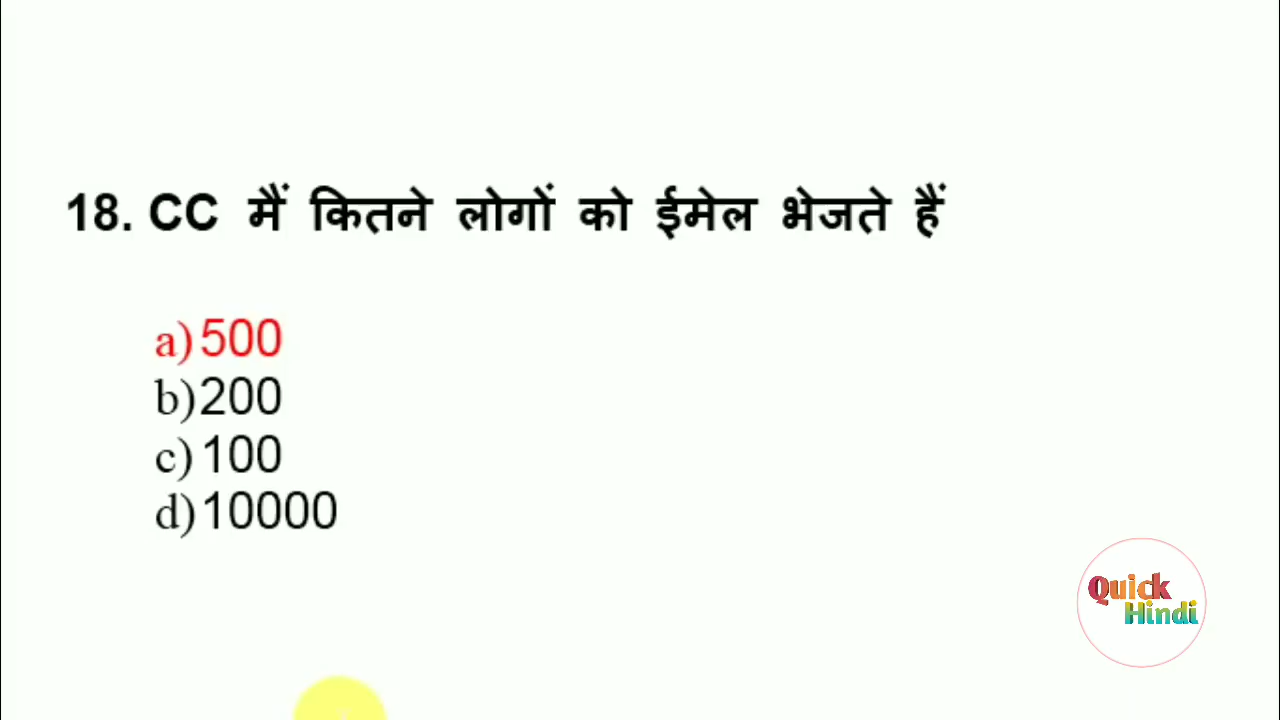 18. CC मैं कितने लोगों को ईमेल भेजते हैं
a) 500
b) 200
c) 100
d) 10000
Quick
Hindi